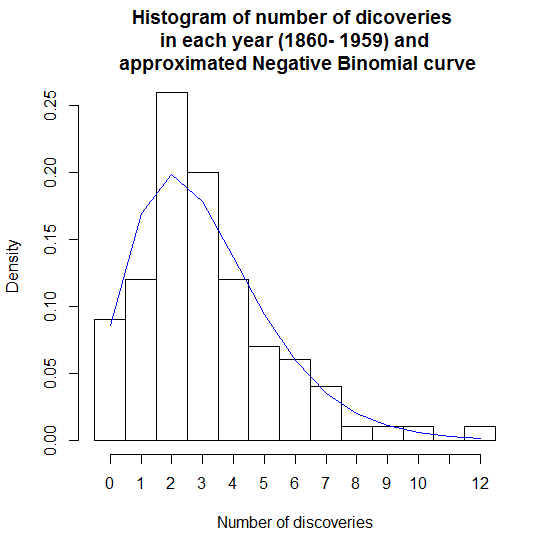 Histogram of number of dicoveries
in each year (1860- 1959) and
approximated Negative Binomial curve
Density
0.25
0.20
0.15
0.10
0.05
0.00
0 1 2 3 4 5 6 7 8 9 10 12
Number of discoveries